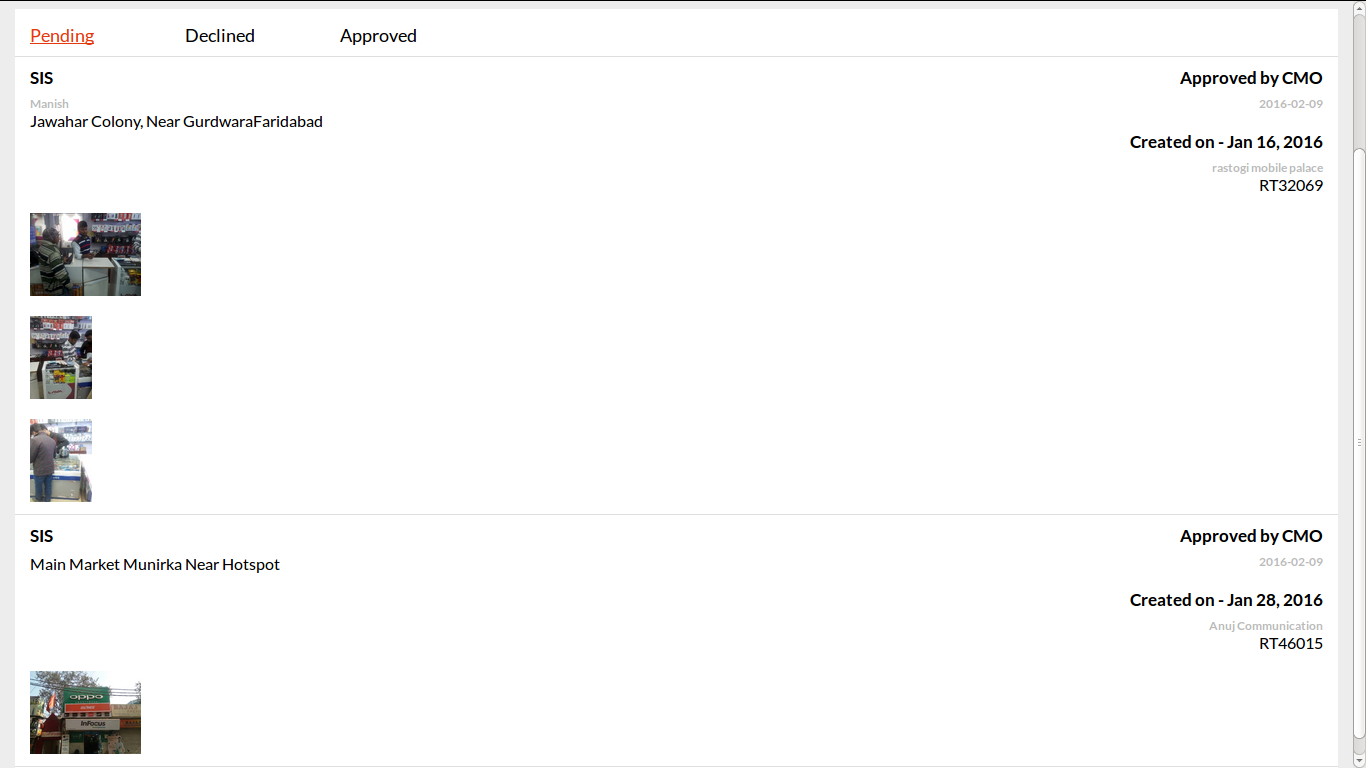 Pending Declined Approved
SIS
Manish
Jawahar Colony, Near GurdwaraFaridabad
Approved by CMO
2016-02-09
Created on - Jan 16, 2016
rastogi mobile palace
RT32069
SIS
Main Market Munirka Near Hotspot
Approved by CMO
2016-02-09
Created on - Jan 28, 2016
Anuj Communication
RT46015
oppo
InFocus